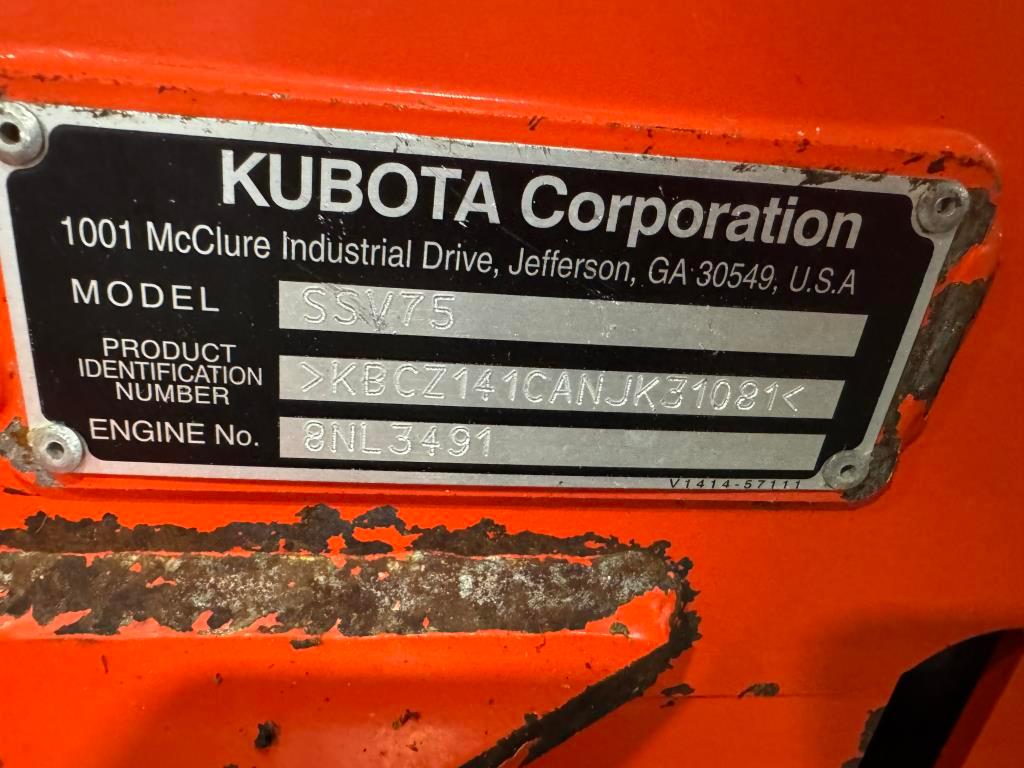 KUBOTA Corporation
1001 McClure Industrial Drive, Jefferson, GA 30549, U.S.A
MODEL SSV75
PRODUCT
IDENTIFICATION
NUMBER >KBCZ141CANJK31081<
ENGINE No. 8NL3491
V1414-57111